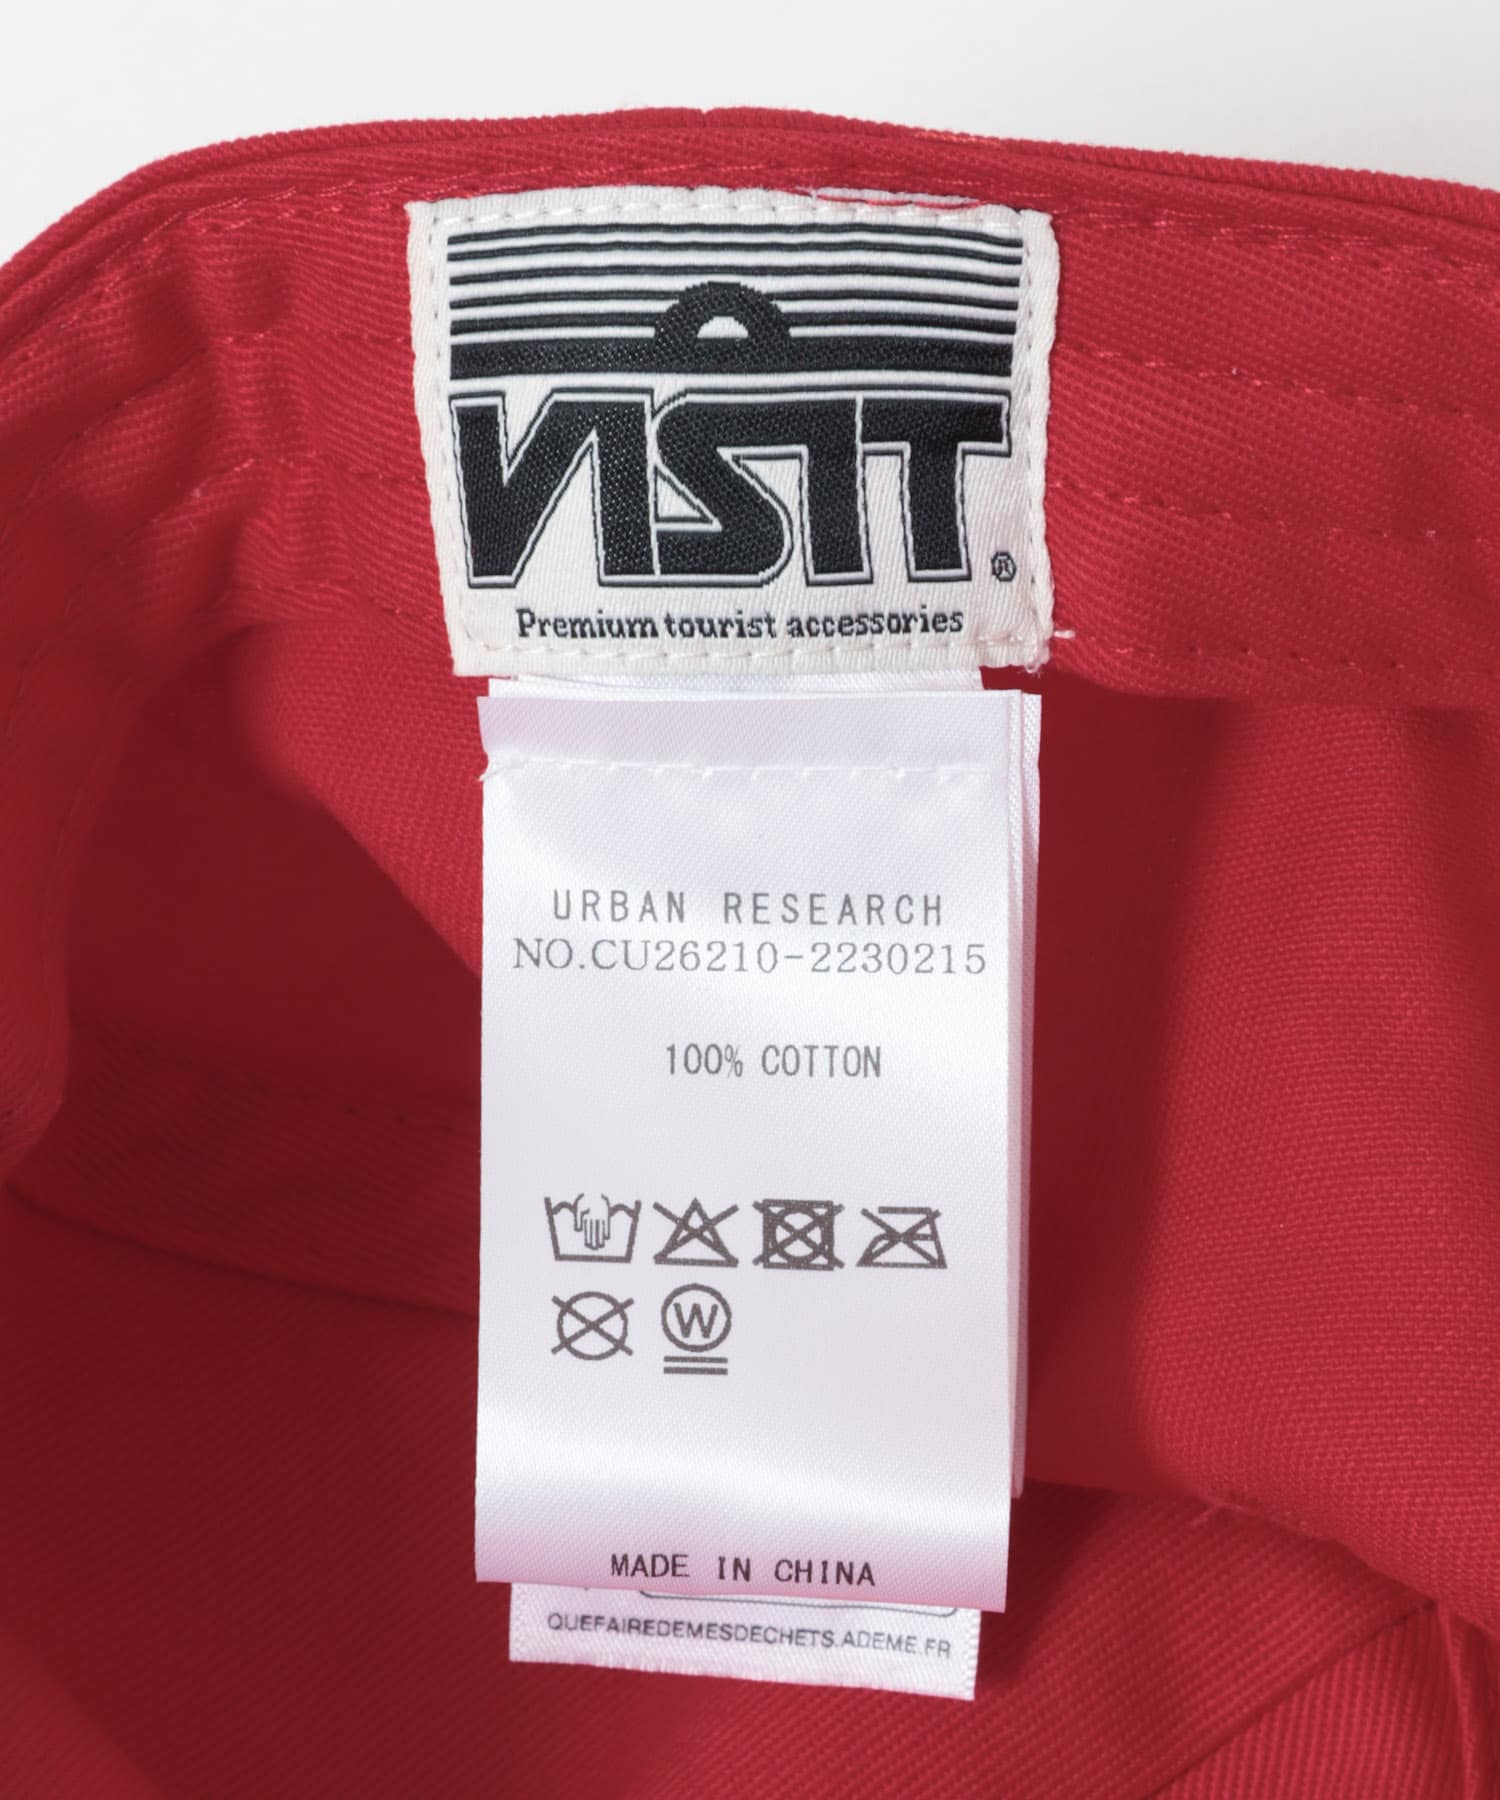 VISIT
®
Premium tourist accessories
URBAN RESEARCH
NO.CU26210-2230215
100% COTTON
W
MADE IN CHINA
QUEFAIREDEMESDECHETS.ADEME.FR